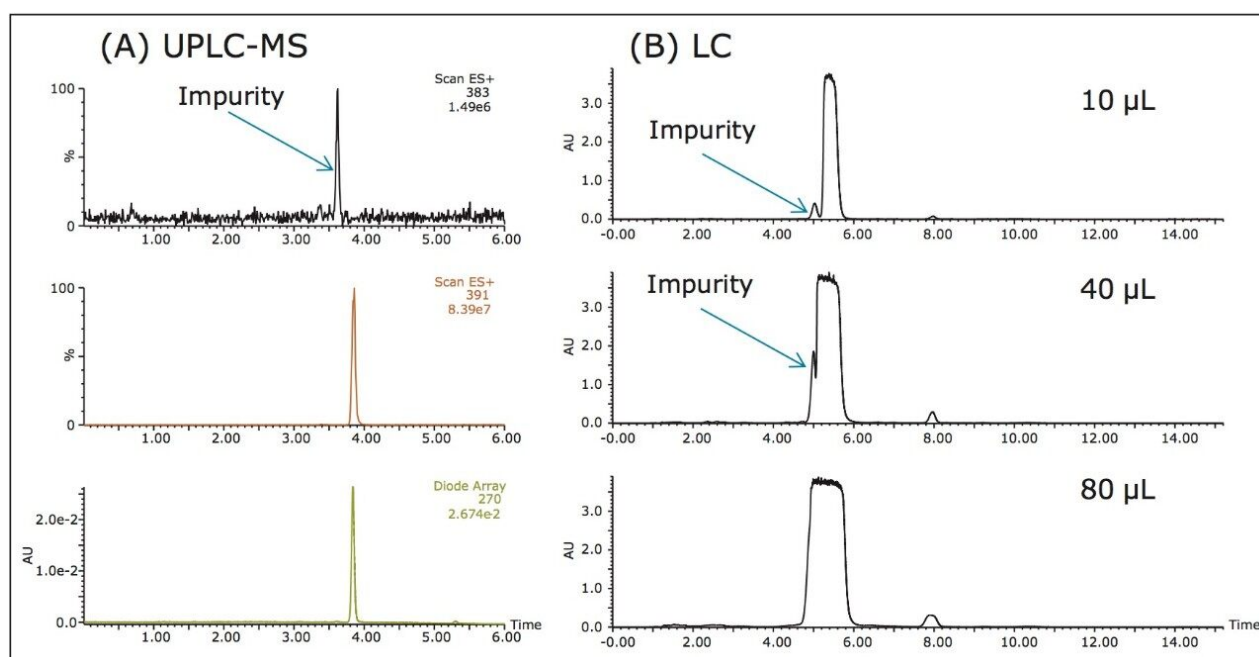 (A) UPLC-MS
Scan ES+
383
1.49e6
Impurity
100
%
0
1.00 2.00 3.00 4.00 5.00 6.00
Scan ES+
391
8.39e7
100
%
0
1.00 2.00 3.00 4.00 5.00 6.00
Diode Array
270
2.674e-2
2.0e-2
AU
1.0e-2
0.0
Time
1.00 2.00 3.00 4.00 5.00 6.00
(B) LC
10 µL
Impurity
3.0
AU
2.0
1.0
0.0
-0.00 2.00 4.00 6.00 8.00 10.00 12.00 14.00
40 µL
Impurity
3.0
AU
2.0
1.0
0.0
-0.00 2.00 4.00 6.00 8.00 10.00 12.00 14.00
80 µL
3.0
AU
2.0
1.0
0.0
Time
-0.00 2.00 4.00 6.00 8.00 10.00 12.00 14.00